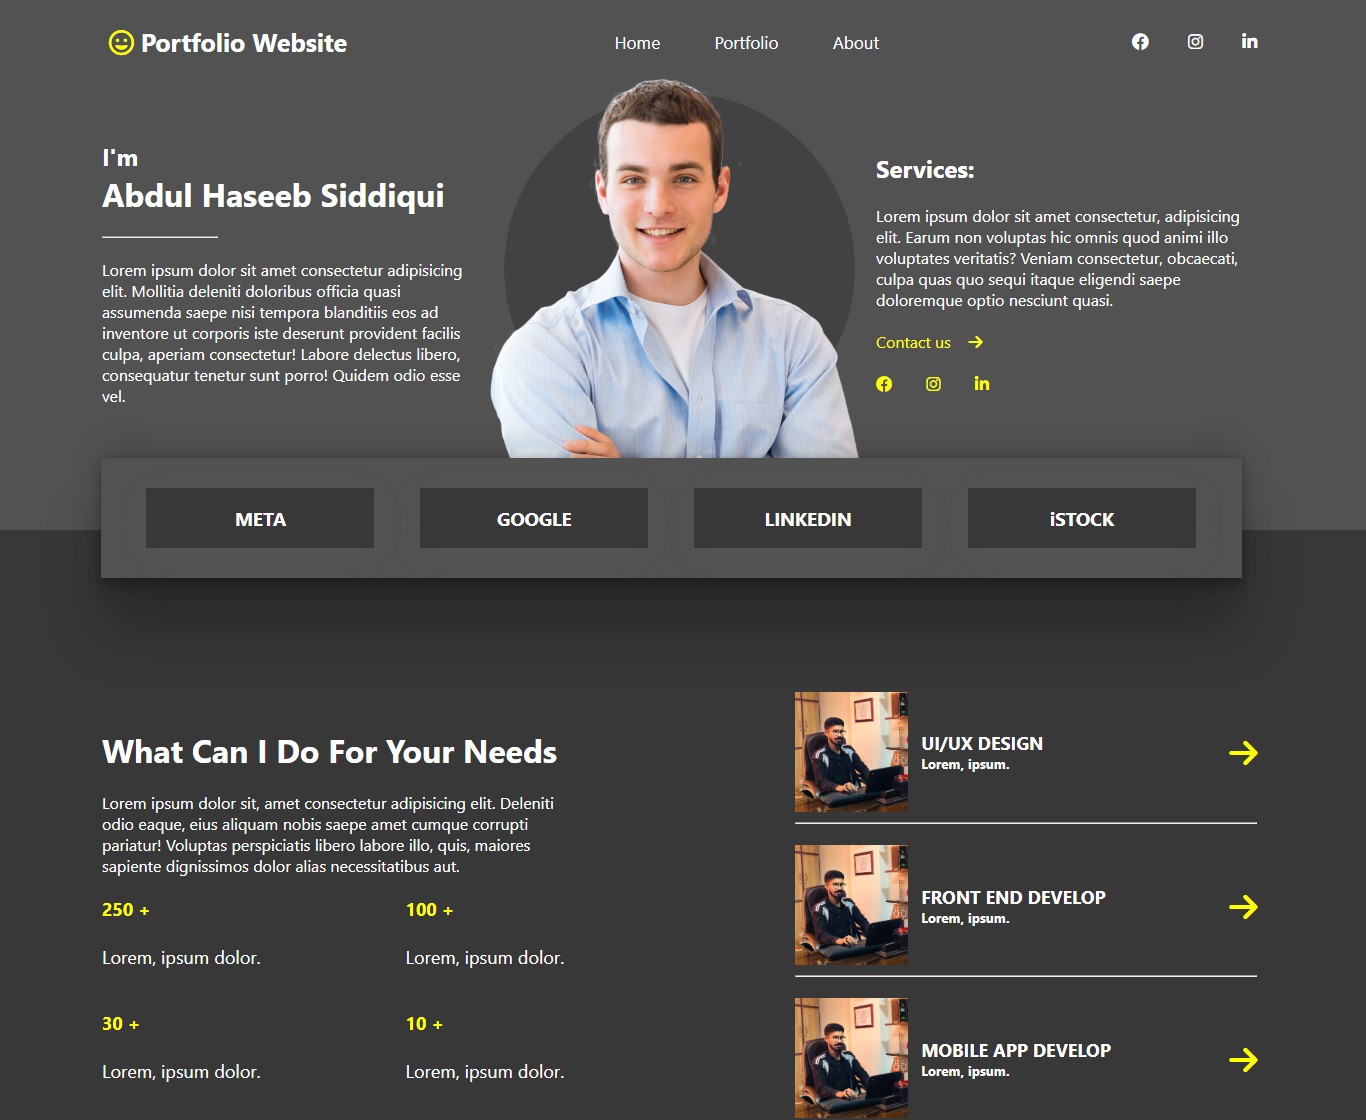 Portfolio Website
Home
Portfolio
About
I'm
Abdul Haseeb Siddiqui
Lorem ipsum dolor sit amet consectetur adipisicing
elit. Mollitia deleniti doloribus officia quasi
assumenda saepe nisi tempora blanditiis eos ad
inventore ut corporis iste deserunt provident facilis
culpa, aperiam consectetur! Labore delectus libero,
consequatur tenetur sunt porro! Quidem odio esse
vel.
Services:
Lorem ipsum dolor sit amet consectetur, adipisicing
elit. Earum non voluptas hic omnis quod animi illo
voluptates veritatis? Veniam consectetur, obcaecati,
culpa quas quo sequi itaque eligendi saepe
doloremque optio nesciunt quasi.
Contact us
META
GOOGLE
LINKEDIN
iSTOCK
What Can I Do For Your Needs
Lorem ipsum dolor sit, amet consectetur adipisicing elit. Deleniti
odio eaque, eius aliquam nobis saepe amet cumque corrupti
pariatur! Voluptas perspiciatis libero labore illo, quis, maiores
sapiente dignissimos dolor alias necessitatibus aut.
250 +
Lorem, ipsum dolor.
100 +
Lorem, ipsum dolor.
30 +
Lorem, ipsum dolor.
10 +
Lorem, ipsum dolor.
UI/UX DESIGN
Lorem, ipsum.
FRONT END DEVELOP
Lorem, ipsum.
MOBILE APP DEVELOP
Lorem, ipsum.